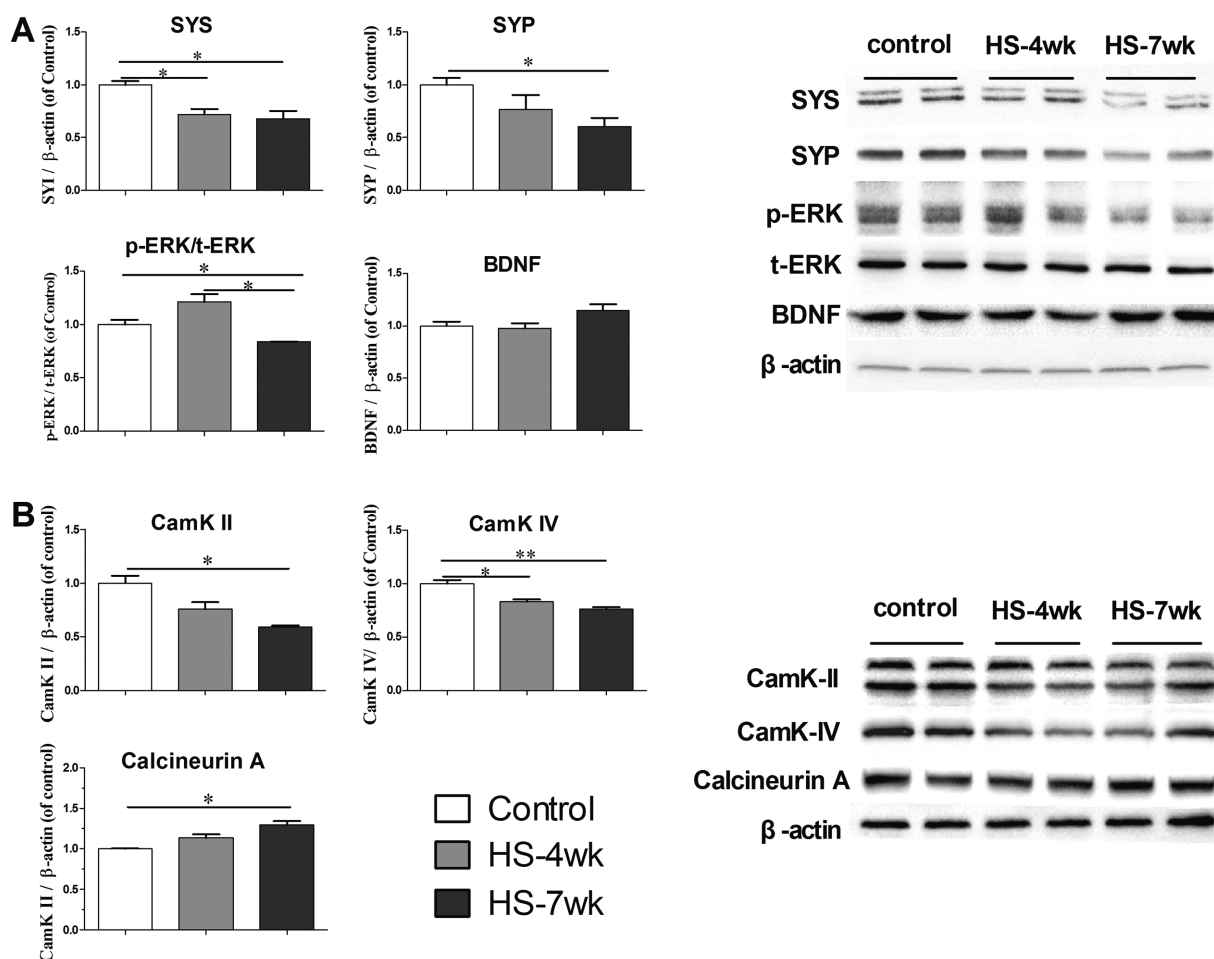 A
SYS
SYI / β-actin (of Control)
1.5
1.0
0.5
0.0
*
*
SYP
SYP / β-actin (of control)
1.5
1.0
0.5
0.0
*
p-ERK/t-ERK
p-ERK / t-ERK (of Control)
1.5
1.0
0.5
0.0
*
*
BDNF
BDNF / β-actin (of Control)
1.5
1.0
0.5
0.0
control HS-4wk HS-7wk
SYS
SYP
p-ERK
t-ERK
BDNF
β -actin
B
CamK II
CamK II / β-actin (of Control)
1.5
1.0
0.5
0.0
*
CamK IV
CamK IV/ β-actin (of Control)
1.5
1.0
0.5
0.0
**
*
Calcineurin A
CamK II / β-actin (of control)
2.0
1.5
1.0
0.5
0.0
*
Control
HS-4wk
HS-7wk
control HS-4wk HS-7wk
CamK-II
CamK-IV
Calcineurin A
β -actin